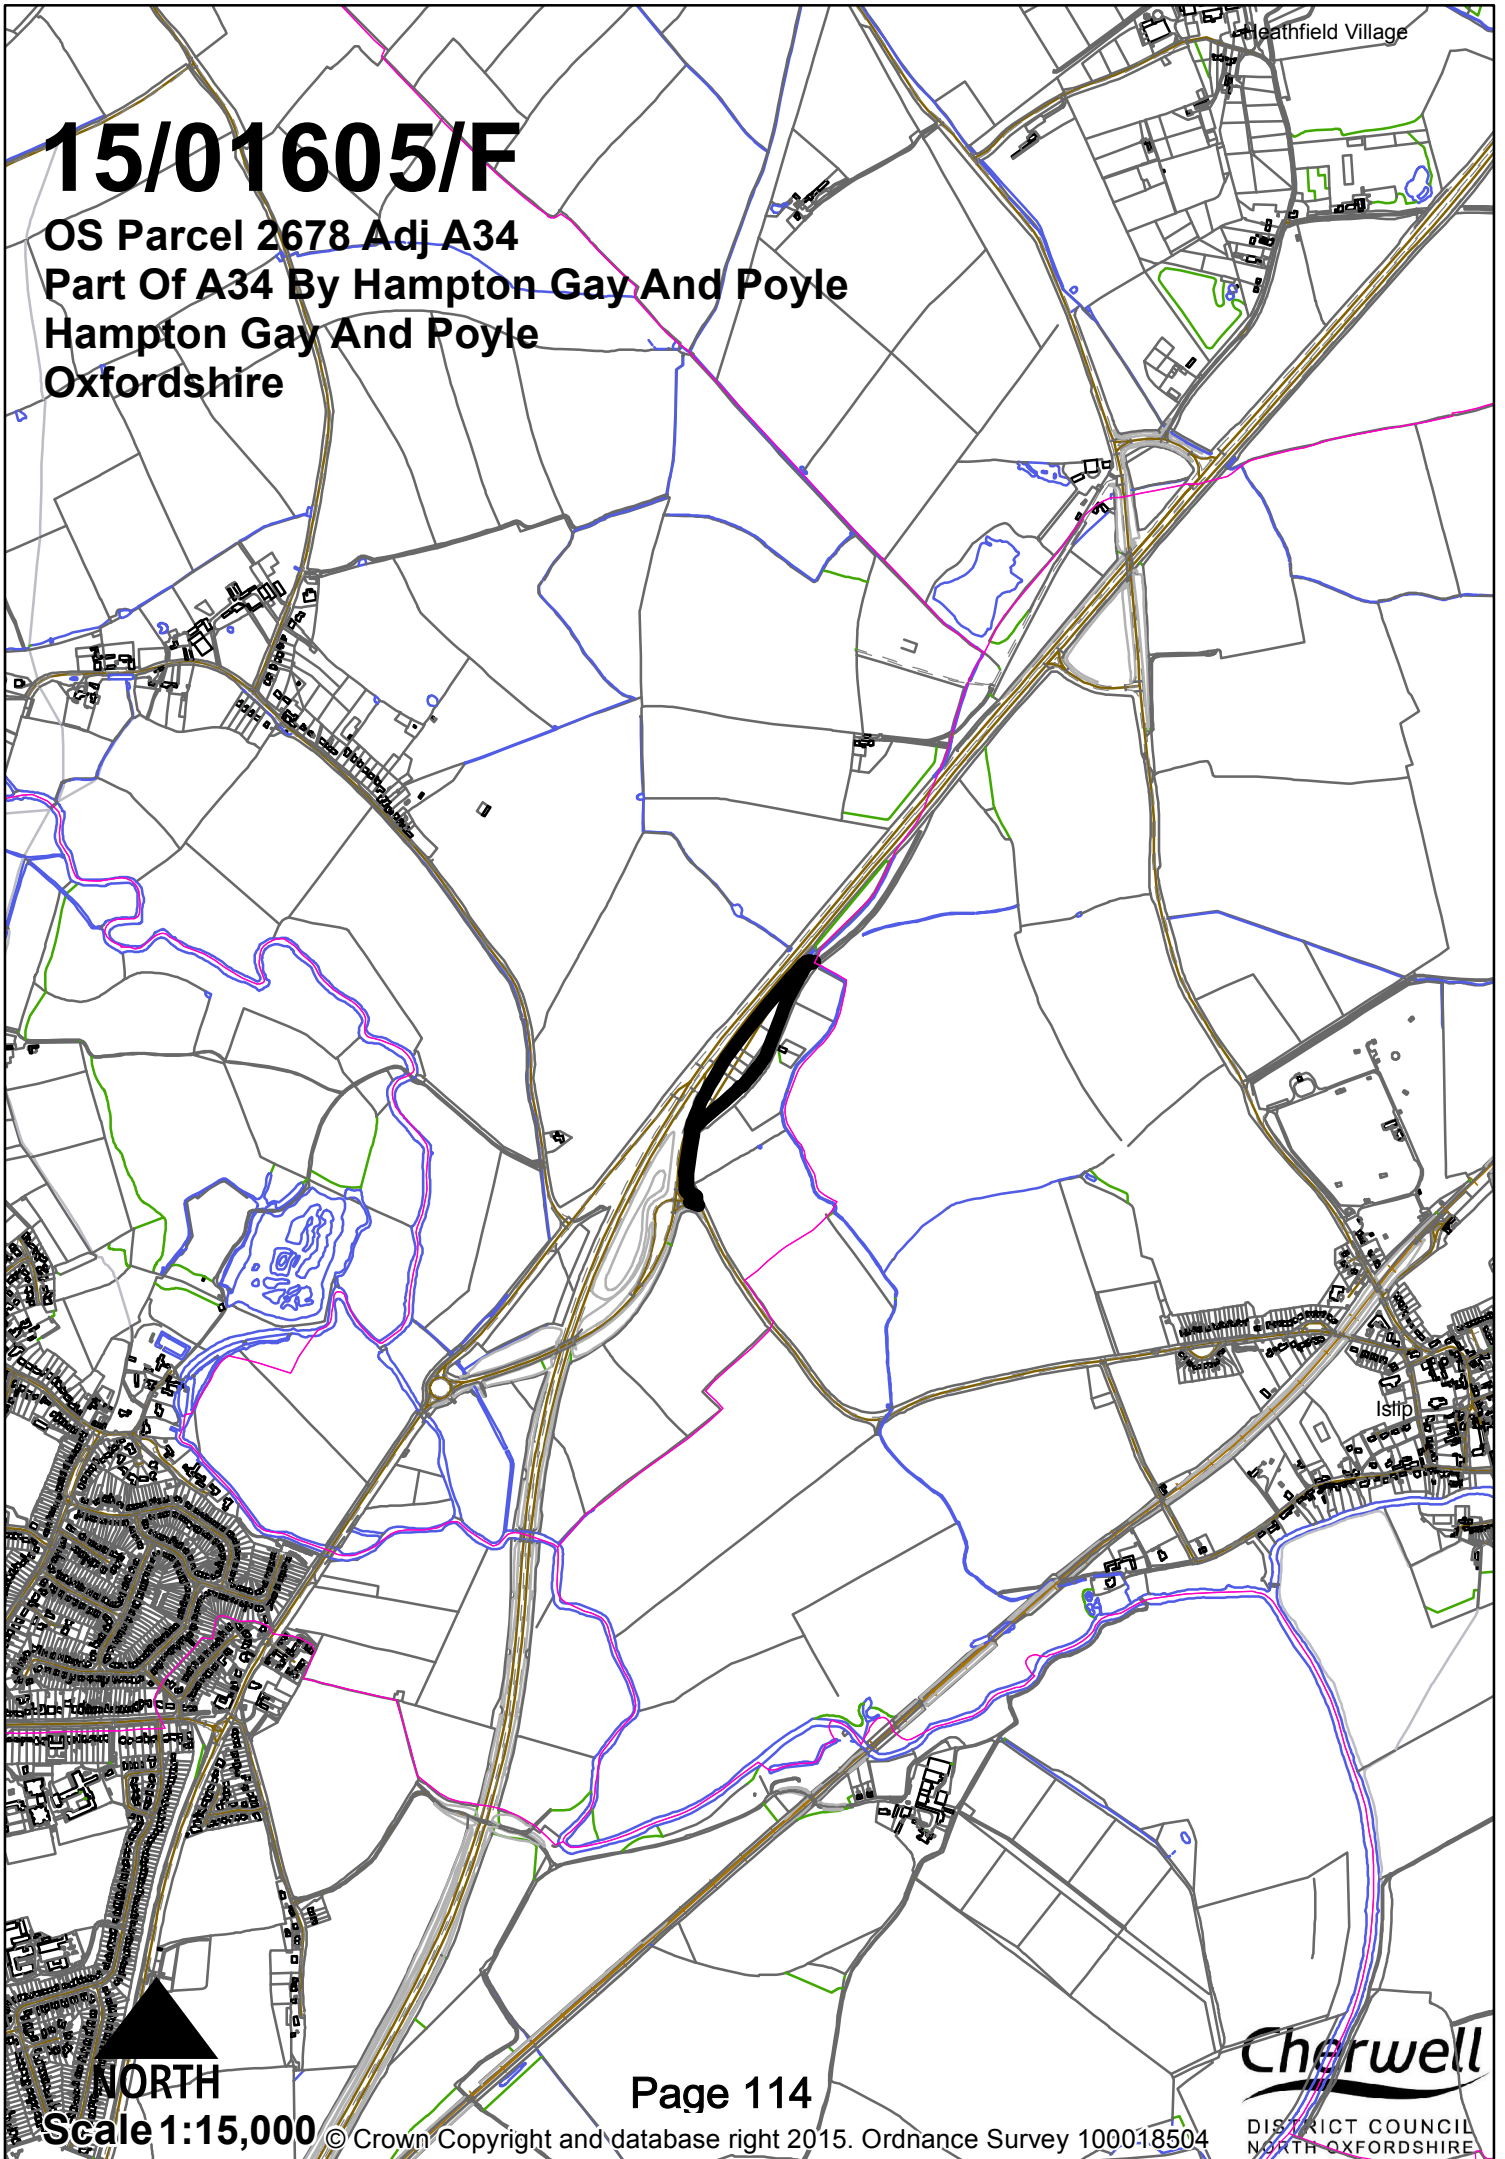 Heathfield Village
15/01605/F
OS Parcel 2678 Adj A34
Part Of A34 By Hampton Gay And Poyle
Hampton Gay And Poyle
Oxfordshire
Islip
NORTH
Scale 1:15,000
© Crown Copyright and database right 2015. Ordnance Survey 100018504
Page 114
Cherwell
DISTRICT COUNCIL
NORTH OXFORDSHIRE